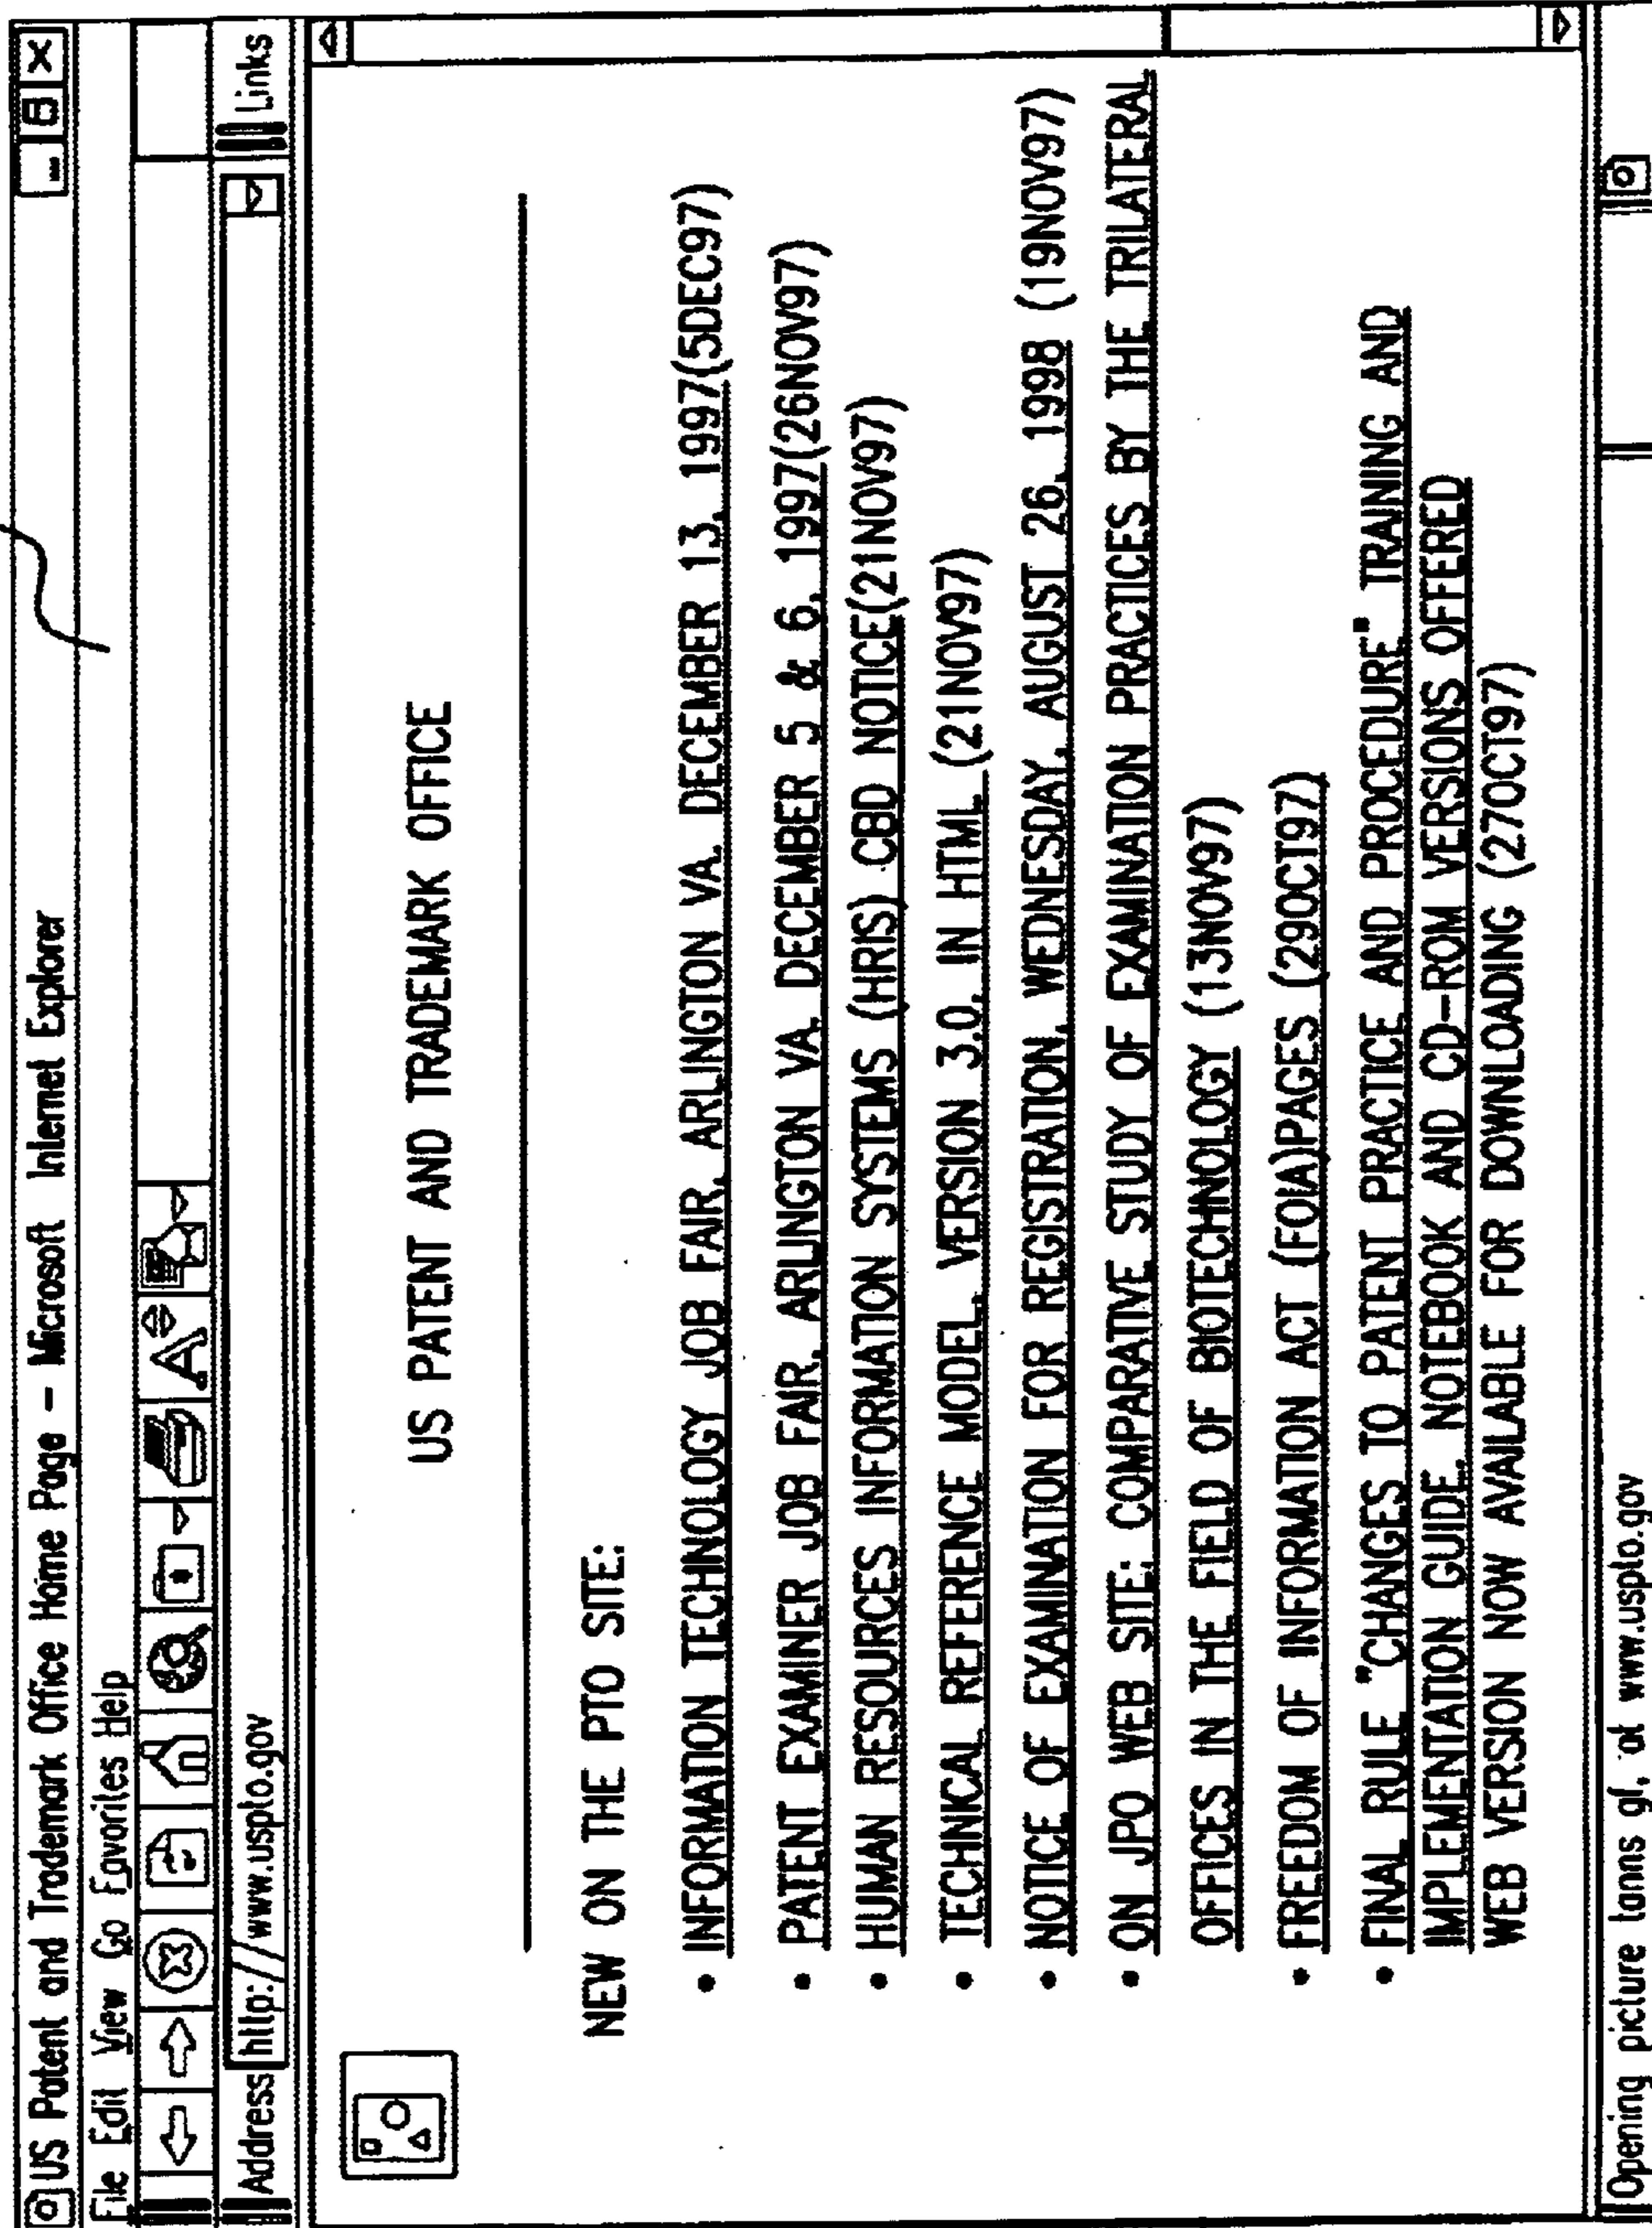 US Patent and Trademark Office Home Page – Microsoft Internet Explorer
File Edit View Go Favorites Help
Address http://www.uspto.gov Links
US PATENT AND TRADEMARK OFFICE
NEW ON THE PTO SITE:
• INFORMATION TECHNOLOGY JOB FAIR, ARLINGTON VA. DECEMBER 13, 1997(5DEC97)
• PATENT EXAMINER JOB FAIR, ARLINGTON VA. DECEMBER 5 & 6, 1997(26NOV97)
• HUMAN RESOURCES INFORMATION SYSTEMS (HRIS) CBD NOTICE(21NOV97)
• TECHNICAL REFERENCE MODEL, VERSION 3.0, IN HTML (21NOV97)
• NOTICE OF EXAMINATION FOR REGISTRATION, WEDNESDAY, AUGUST 26, 1998 (19NOV97)
• ON JPO WEB SITE: COMPARATIVE STUDY OF EXAMINATION PRACTICES BY THE TRILATERAL
OFFICES IN THE FIELD OF BIOTECHNOLOGY (13NOV97)
• FREEDOM OF INFORMATION ACT (FOIA)PAGES (29OCT97)
• FINAL RULE "CHANGES TO PATENT PRACTICE AND PROCEDURE" TRAINING AND
IMPLEMENTATION GUIDE, NOTEBOOK AND CD-ROM VERSIONS OFFERED
WEB VERSION NOW AVAILABLE FOR DOWNLOADING (27OCT97)
Opening picture tanns gf, at www.uspto.gov